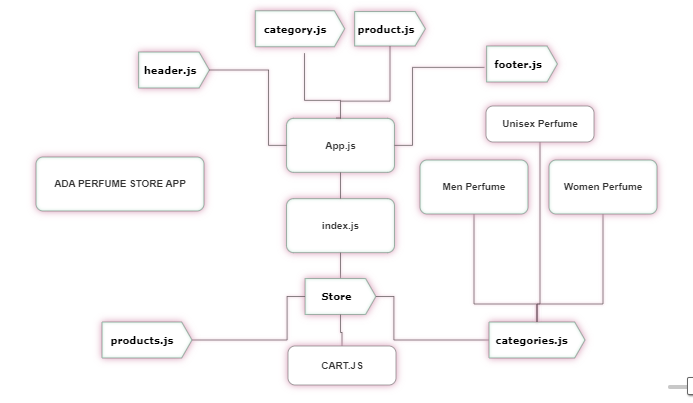 category.js
product.js
header.js
footer.js
Unisex Perfume
App.js
ADA PERFUME STORE APP
Men Perfume
Women Perfume
index.js
Store
products.js
categories.js
CART.JS